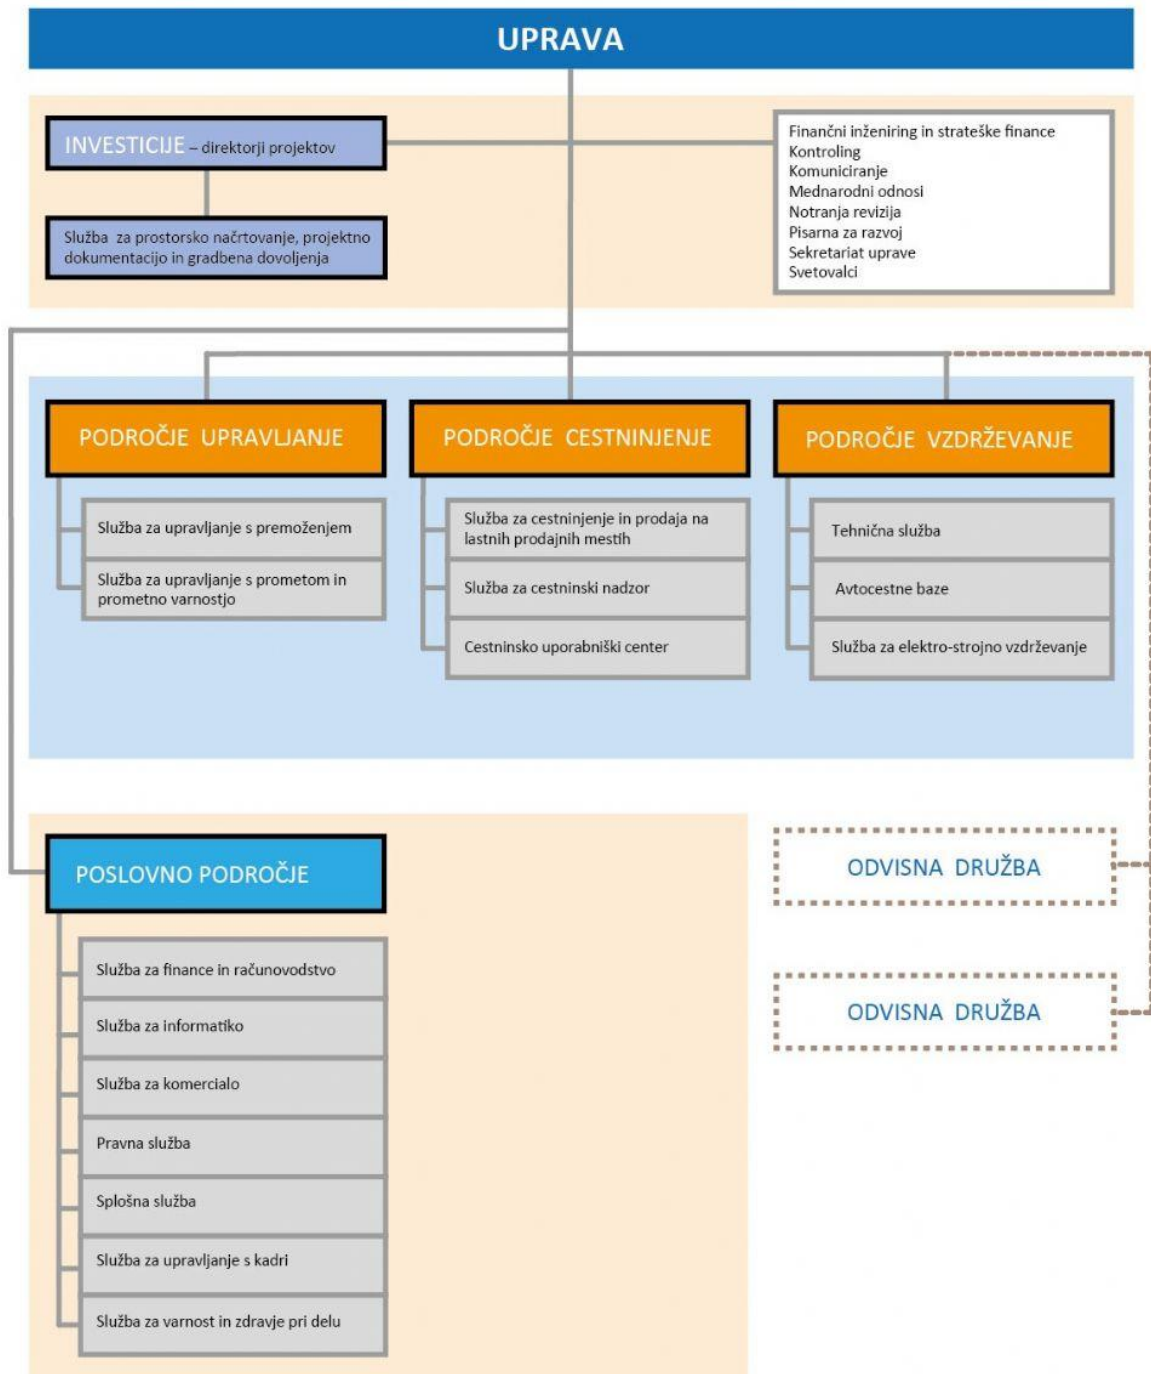 UPRAVA
INVESTICIJE – direktorji projektov
Služba za prostorsko načrtovanje, projektno
dokumentacijo in gradbena dovoljenja
Finančni inženiring in strateške finance
Kontroling
Komuniciranje
Mednarodni odnosi
Notranja revizija
Pisarna za razvoj
Sekretariat uprave
Svetovalci
PODROČJE UPRAVLJANJE
Služba za upravljanje s premoženjem
Služba za upravljanje s prometom in
prometno varnostjo
PODROČJE CESTNINJENJE
Služba za cestninjenje in prodaja na
lastnih prodajnih mestih
Služba za cestninski nadzor
Cestninsko uporabniški center
PODROČJE VZDRŽEVANJE
Tehnična služba
Avtocestne baze
Služba za elektro-strojno vzdrževanje
POSLOVNO PODROČJE
Služba za finance in računovodstvo
Služba za informatiko
Služba za komercialo
Pravna služba
Splošna služba
Služba za upravljanje s kadri
Služba za varnost in zdravje pri delu
ODVISNA DRUŽBA
ODVISNA DRUŽBA